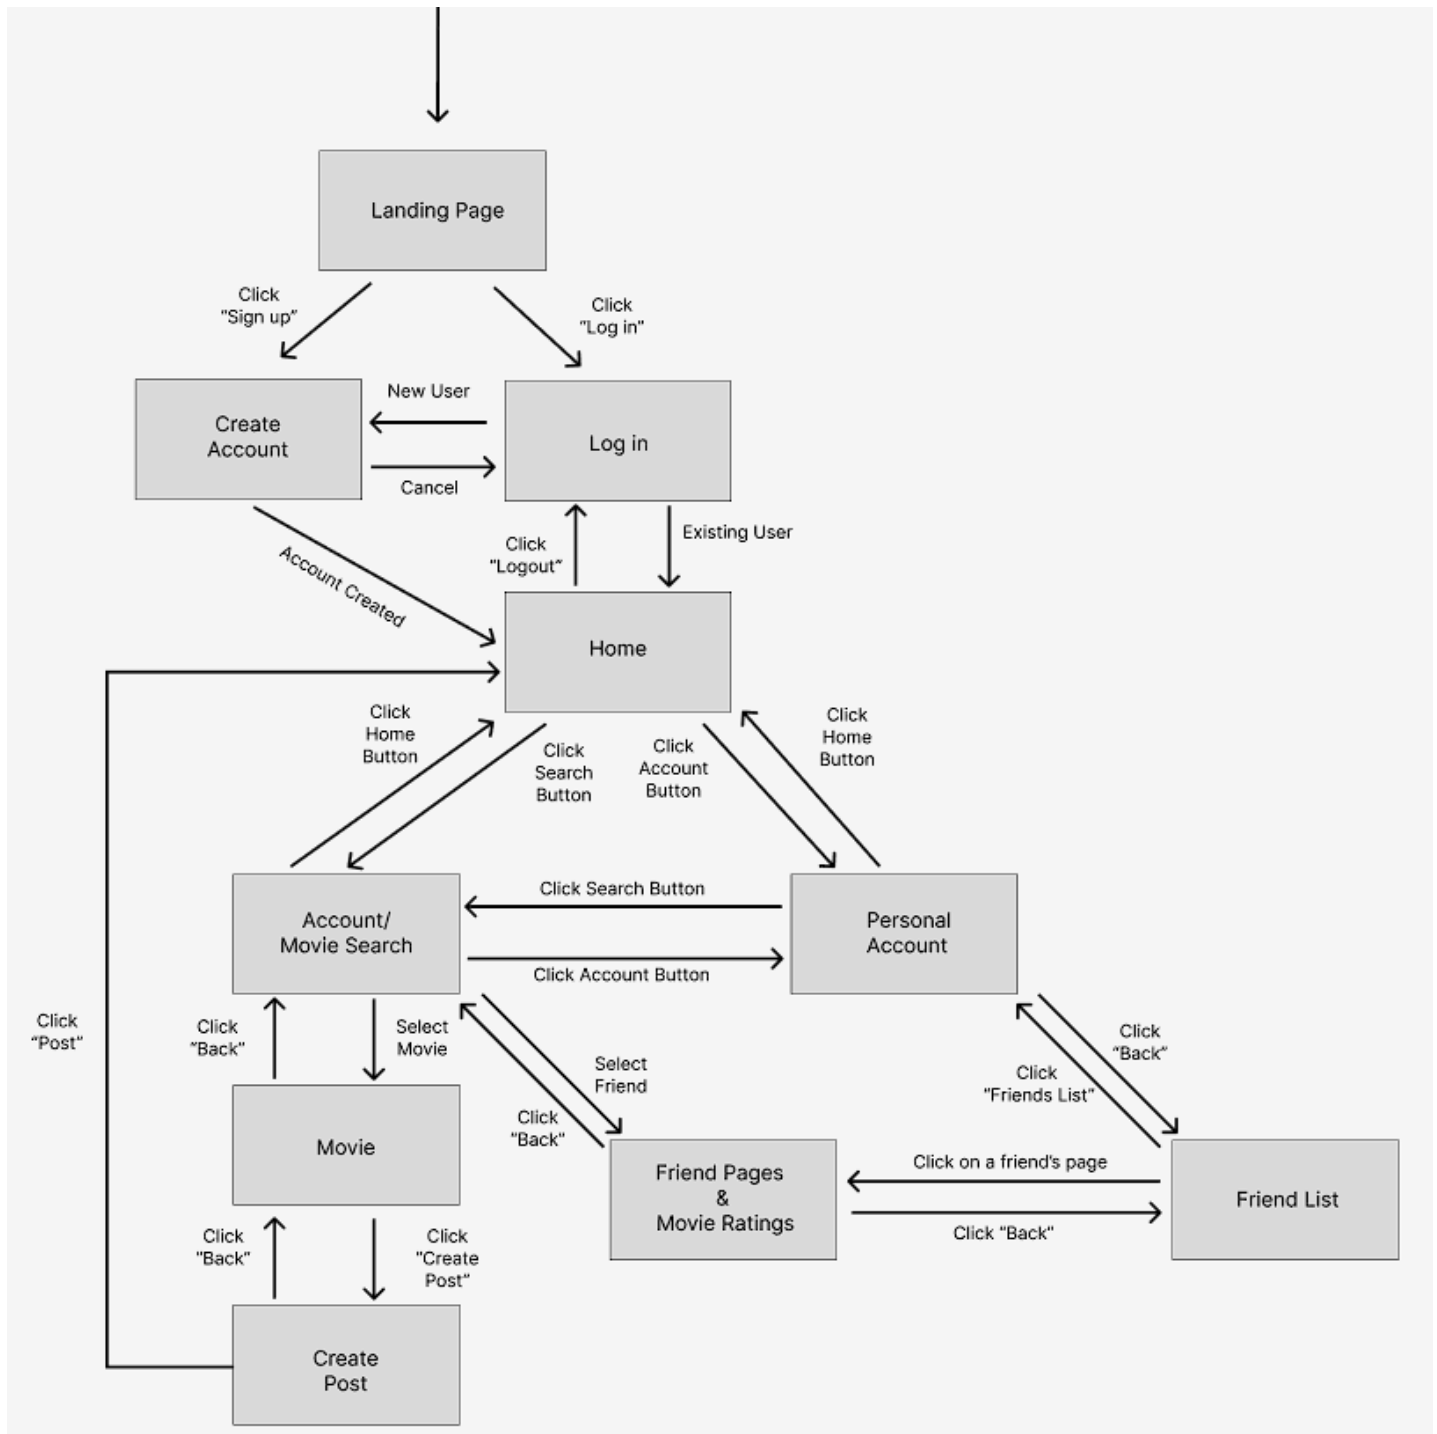 Landing Page
Click
"Sign up"
Click
"Log in"
Create
Account
New User
Cancel
Log in
Account Created
Click
"Logout"
Existing User
Home
Click
Home
Button
Click
Search
Button
Click
Account
Button
Click
Home
Button
Account/
Movie Search
Click Search Button
Click Account Button
Personal
Account
Click
"Post"
Click
"Back"
Select
Movie
Select
Friend
Click
"Back"
Click
"Back"
Click
"Friends List"
Movie
Friend Pages
&
Movie Ratings
Click on a friend's page
Click "Back"
Friend List
Click
"Back"
Click
"Create
Post"
Create
Post